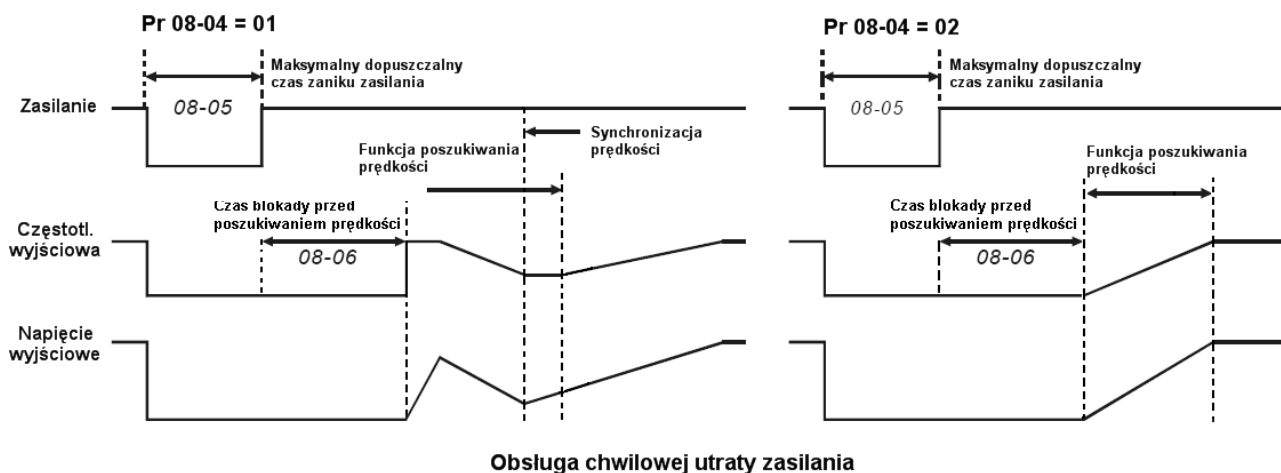 Pr 08-04 = 01
Maksymalny dopuszczalny
czas zaniku zasilania
Zasilanie
08-05
Synchronizacja
prędkości
Funkcja poszukiwania
prędkości
Czas blokady przed
poszukiwaniem prędkości
Częstotl.
wyjściowa
08-06
Napięcie
wyjściowe
Pr 08-04 = 02
Maksymalny dopuszczalny
czas zaniku zasilania
08-05
Funkcja poszukiwania
prędkości
Czas blokady przed
poszukiwaniem prędkości
08-06
Obsługa chwilowej utraty zasilania